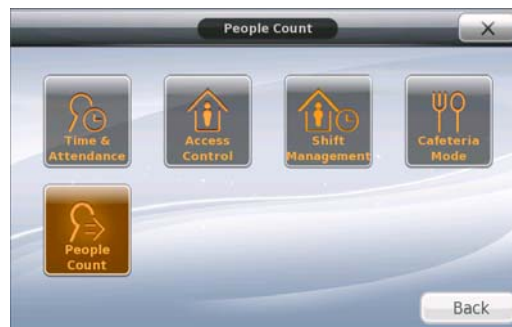 People Count
Time &
Attendance
Access
Control
Shift
Management
Cafeteria
Mode
People
Count
Back